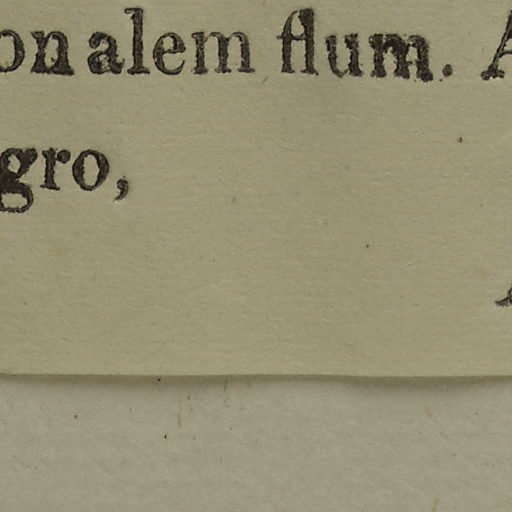 onalem flum.
gro,